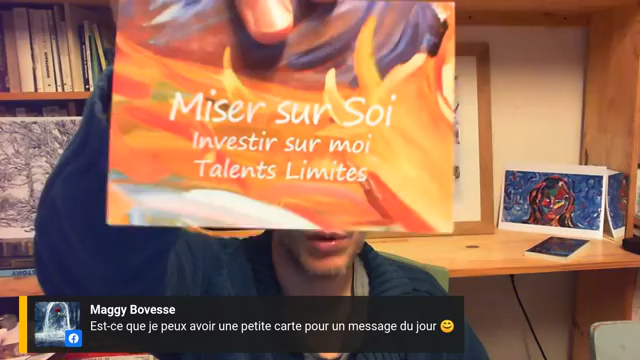 Miser sur Soi
Investir sur moi
Talents Limites
Maggy Bovesse
Est-ce que je peux avoir une petite carte pour un message du jour 😊